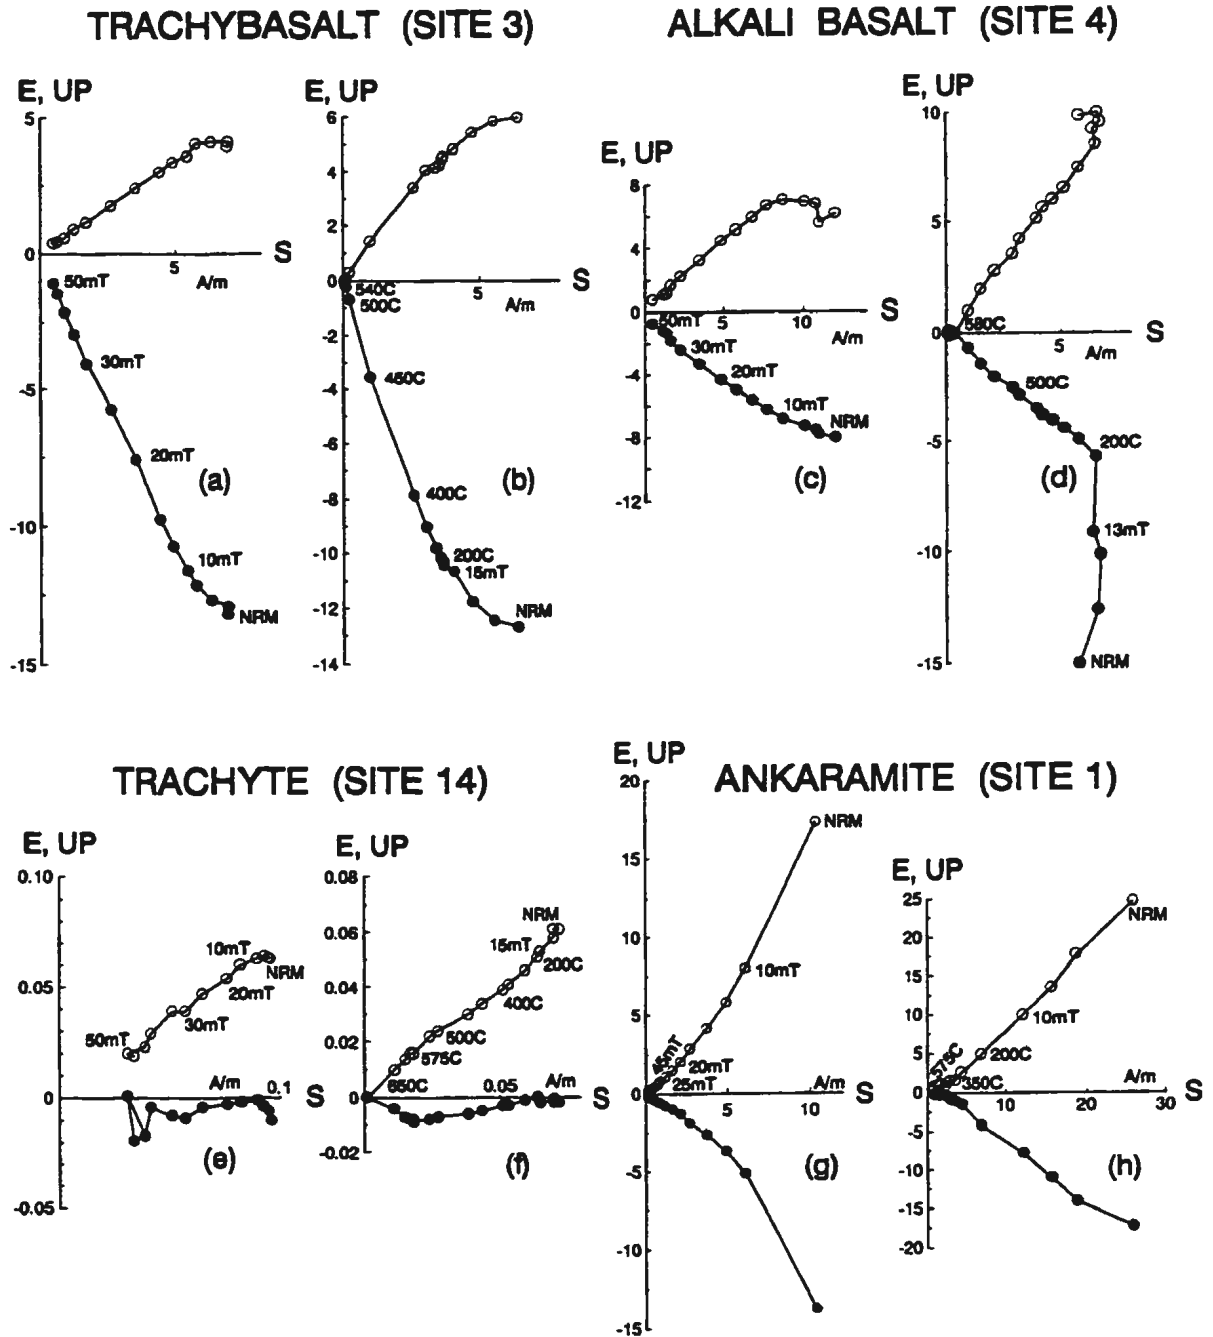 TRACHYBASALT (SITE 3)
ALKALI BASALT (SITE 4)
E, UP
5
0
-5
-10
-15
5
A/m
S
50mT
30mT
20mT
10mT
NRM
(a)
E, UP
6
4
2
0
-2
-4
-6
-8
-10
-12
-14
5
A/m
S
540C
500C
450C
400C
200C
15mT
NRM
(b)
E, UP
8
4
0
-4
-8
-12
5
10
A/m
S
50mT
30mT
20mT
10mT
NRM
(c)
E, UP
10
5
0
-5
-10
-15
5
A/m
S
580C
500C
200C
13mT
NRM
(d)
TRACHYTE (SITE 14)
ANKARAMITE (SITE 1)
E, UP
0.10
0.05
0
-0.05
A/m
0.1
S
10mT
NRM
20mT
30mT
50mT
(e)
E, UP
0.08
0.06
0.04
0.02
0
-0.02
0.05
A/m
S
NRM
15mT
200C
400C
500C
575C
650C
(f)
E, UP
20
15
10
5
0
-5
-10
-15
5
10
A/m
S
NRM
10mT
20mT
25mT
45mT
(g)
E, UP
25
20
15
10
5
0
-5
-10
-15
-20
10
20
30
A/m
S
NRM
10mT
200C
350C
575C
(h)